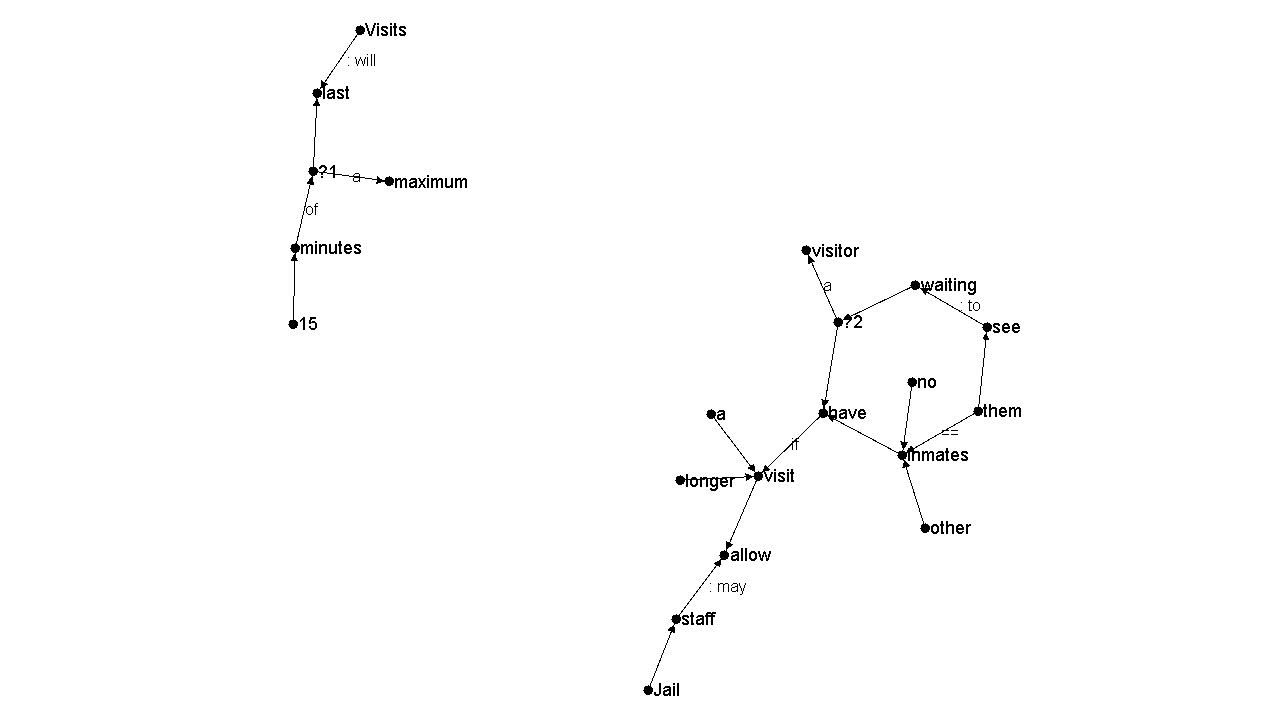 Visits
: will
last
?1
a
maximum
of
minutes
15
visitor
a
waiting
: to
?2
see
no
a
have
them
==
if
inmates
longer
visit
other
allow
: may
staff
Jail